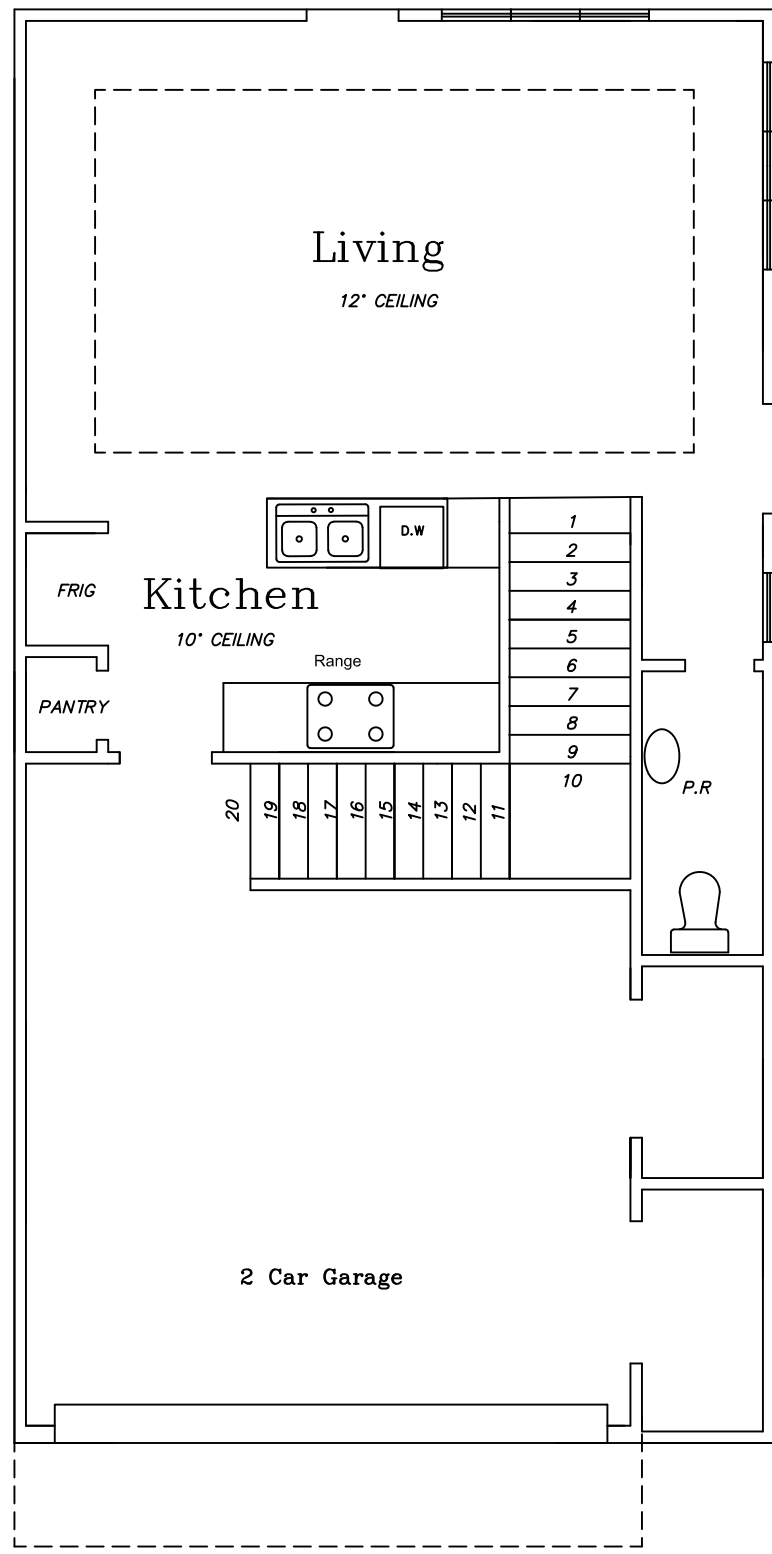 Living
12' CEILING
D.W
1
2
3
4
5
6
7
8
9
10
FRIG
Kitchen
10' CEILING
Range
PANTRY
P.R
20
19
18
17
16
15
14
13
12
11
2 Car Garage